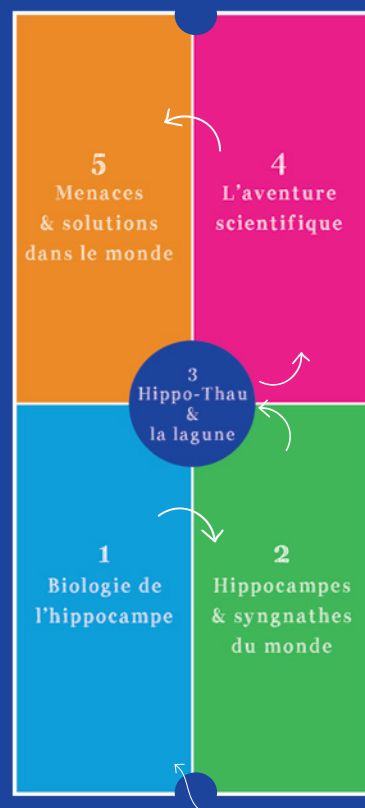 5
Menaces
& solutions
dans le monde
4
L'aventure
scientifique
3
Hippo-Thau
&
la lagune
1
Biologie de
l'hippocampe
2
Hippocampes
& syngnathes
du monde